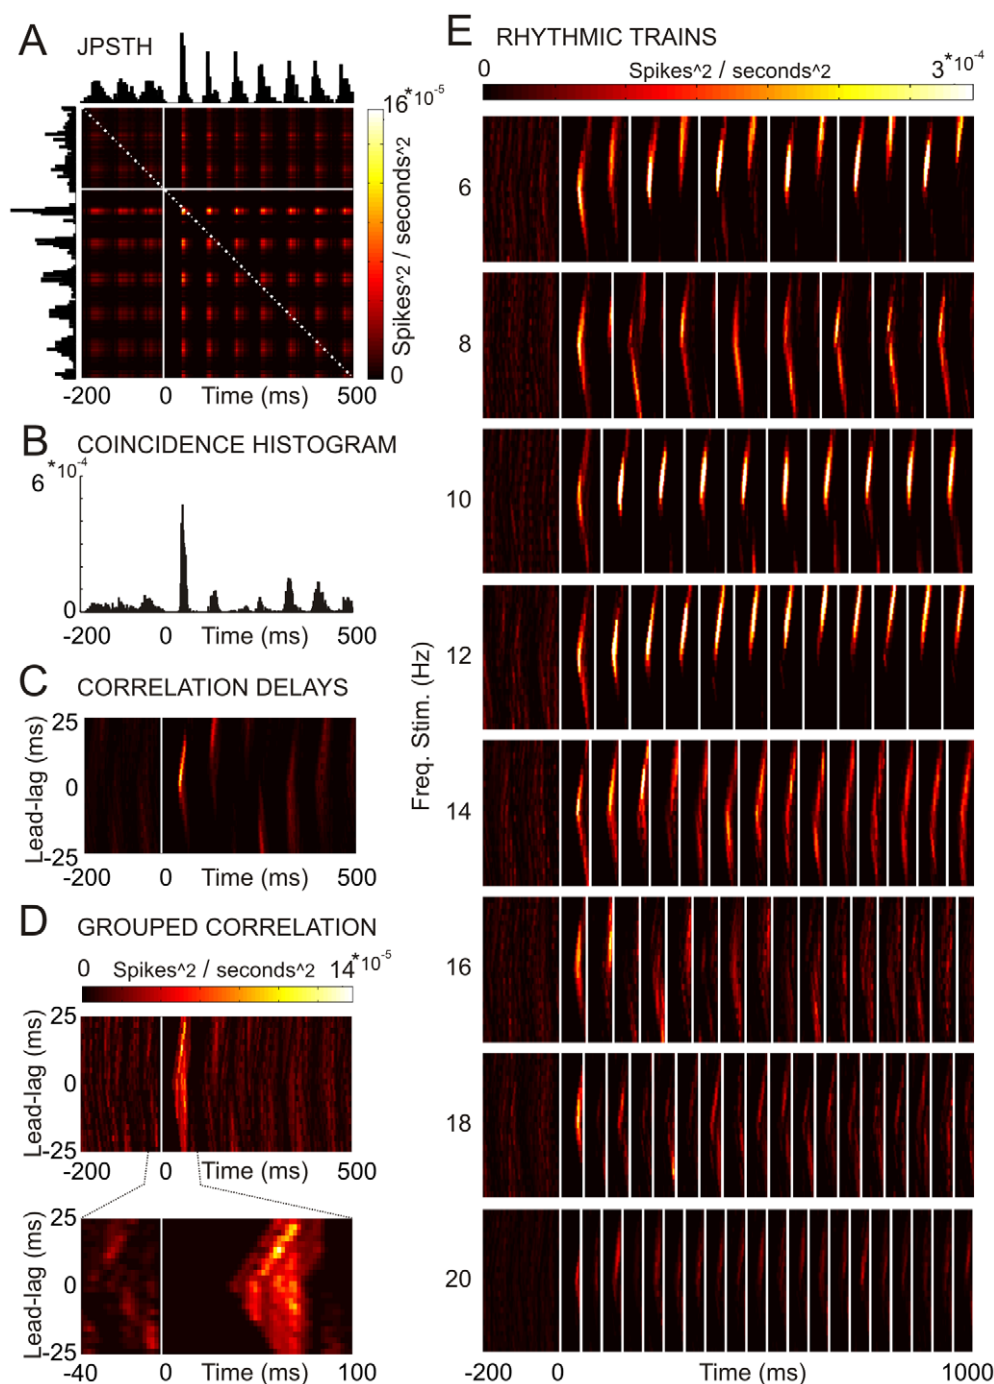 A JPSTH
16*10^-5
Spikes^2 / seconds^2
0
-200 0 Time (ms) 500
B COINCIDENCE HISTOGRAM
6*10^-4
0
-200 0 Time (ms) 500
C CORRELATION DELAYS
25
0
-25
Lead-lag (ms)
-200 0 Time (ms) 500
D GROUPED CORRELATION
0 Spikes^2 / seconds^2 14*10^-5
25
0
-25
Lead-lag (ms)
-200 0 Time (ms) 500
25
0
-25
Lead-lag (ms)
-40 0 Time (ms) 100
E RHYTHMIC TRAINS
0 Spikes^2 / seconds^2 3*10^-4
6
8
10
12
14
16
18
20
Freq. Stim. (Hz)
-200 0 Time (ms) 1000